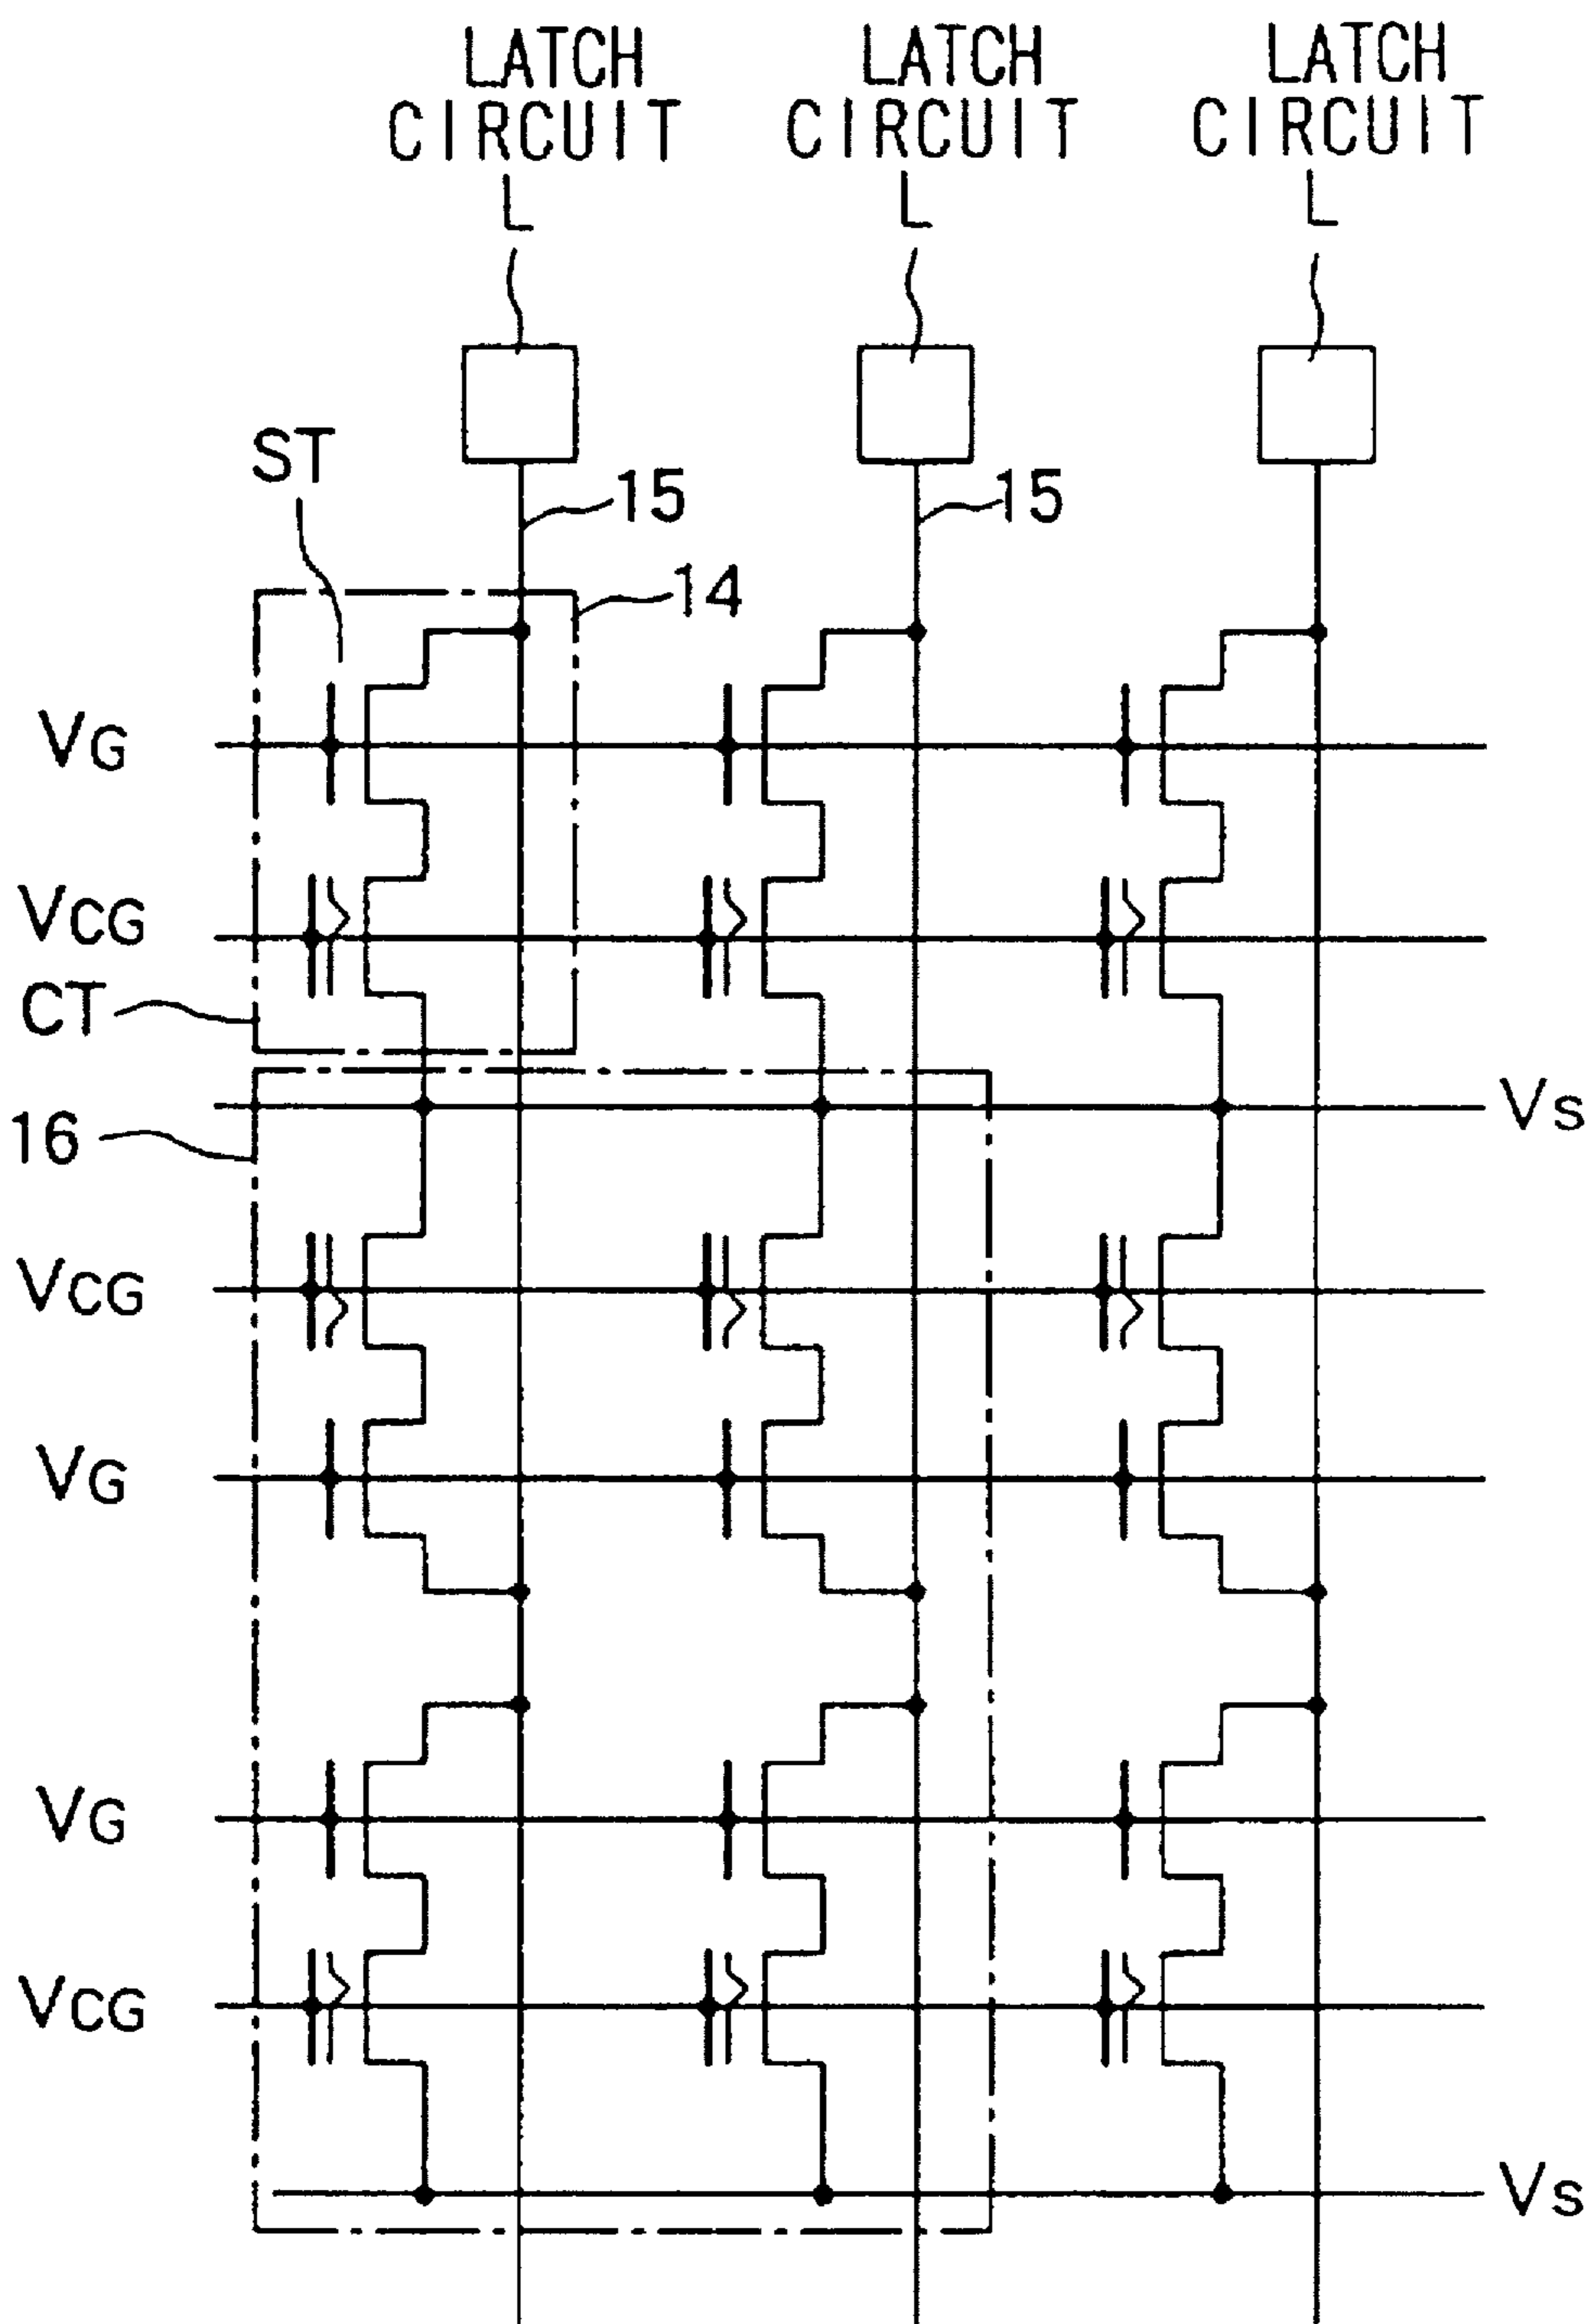 LATCH CIRCUIT L
LATCH CIRCUIT L
LATCH CIRCUIT L
ST
15
15
14
VG
VCG
CT
VS
16
VCG
VG
VG
VCG
VS